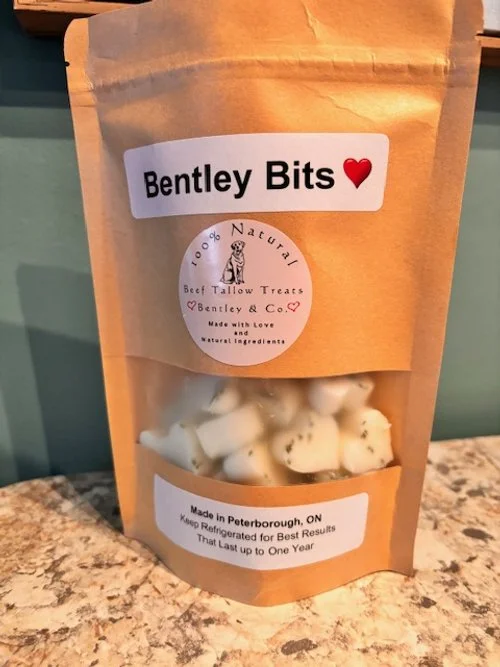 Bentley Bits ❤️
100% Natural
Beef Tallow Treats
♡Bentley & Co.♡
Made with Love
and
Natural Ingredients
Made in Peterborough, ON
Keep Refrigerated for Best Results
That Last up to One Year